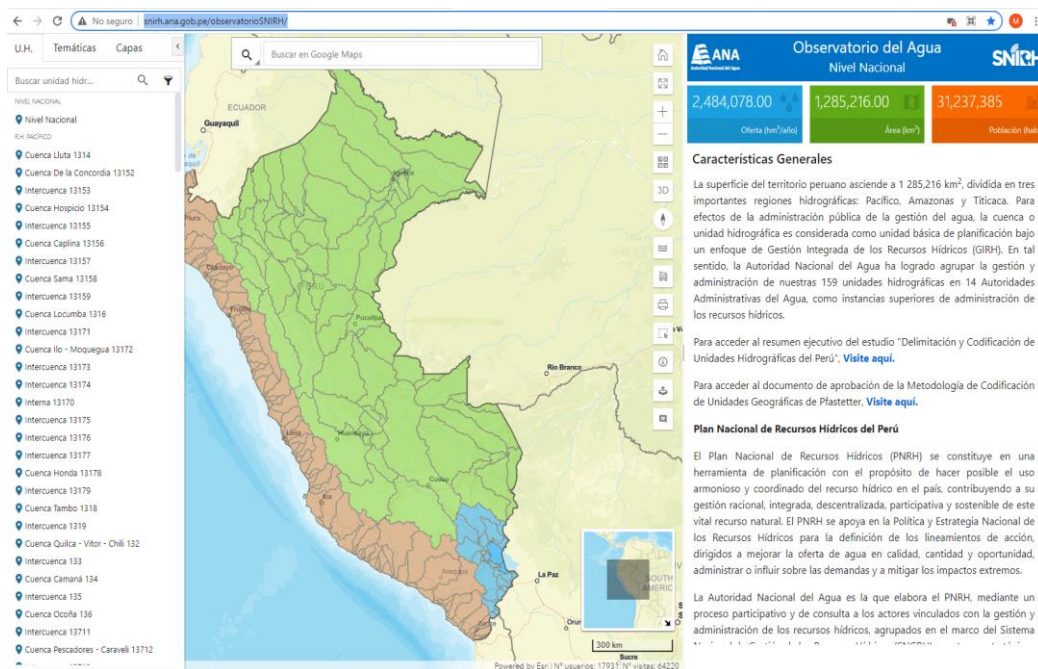 No seguro | snirh.ana.gob.pe/observatorioSNIRH/
M
U.H. Temáticas Capas
Buscar unidad hidr...
NIVEL NACIONAL
Nivel Nacional
R.H. PACÍFICO
Cuenca Lluta 1314
Cuenca De la Concordia 13152
Intercuenca 13153
Cuenca Hospicio 13154
Intercuenca 13155
Cuenca Caplina 13156
Intercuenca 13157
Cuenca Sama 13158
Intercuenca 13159
Cuenca Locumba 1316
Intercuenca 13171
Cuenca Ilo - Moquegua 13172
Intercuenca 13173
Intercuenca 13174
Interna 13170
Intercuenca 13175
Intercuenca 13176
Intercuenca 13177
Cuenca Honda 13178
Intercuenca 13179
Cuenca Tambo 1318
Intercuenca 1319
Cuenca Quilca - Vitor - Chili 132
Intercuenca 133
Cuenca Camaná 134
Intercuenca 135
Cuenca Ocoña 136
Intercuenca 13711
Cuenca Pescadores - Caraveli 13712
Buscar en Google Maps
ECUADOR
Guayaquil
Iquitos
Piura
Chiclayo
PERÚ
Trujillo
Pucallpa
Rio Branco
Huancayo
Lima
Cusco
Ica
Arequipa
La Paz
Tacna
Sucre
3D
SOUTH
AMERIC
300 km
Powered by Esri | N° usuarios: 17931; N° visitas: 64220
ANA
Autoridad Nacional del Agua
Observatorio del Agua
Nivel Nacional
SNIRH
2,484,078.00
Oferta (hm³/año)
1,285,216.00
Área (km²)
31,237,385
Población (hab
Características Generales
La superficie del territorio peruano asciende a 1 285,216 km², dividida en tres
importantes regiones hidrográficas: Pacífico, Amazonas y Titicaca. Para
efectos de la administración pública de la gestión del agua, la cuenca o
unidad hidrográfica es considerada como unidad básica de planificación bajo
un enfoque de Gestión Integrada de los Recursos Hídricos (GIRH). En tal
sentido, la Autoridad Nacional del Agua ha logrado agrupar la gestión y
administración de nuestras 159 unidades hidrográficas en 14 Autoridades
Administrativas del Agua, como instancias superiores de administración de
los recursos hídricos.
Para acceder al resumen ejecutivo del estudio "Delimitación y Codificación de
Unidades Hidrográficas del Perú", Visite aquí.
Para acceder al documento de aprobación de la Metodología de Codificación
de Unidades Geográficas de Pfastetter, Visite aquí.
Plan Nacional de Recursos Hídricos del Perú
El Plan Nacional de Recursos Hídricos (PNRH) se constituye en una
herramienta de planificación con el propósito de hacer posible el uso
armonioso y coordinado del recurso hídrico en el país, contribuyendo a su
gestión racional, integrada, descentralizada, participativa y sostenible de este
vital recurso natural. El PNRH se apoya en la Política y Estrategia Nacional de
los Recursos Hídricos para la definición de los lineamientos de acción,
dirigidos a mejorar la oferta de agua en calidad, cantidad y oportunidad,
administrar o influir sobre las demandas y a mitigar los impactos extremos.
La Autoridad Nacional del Agua es la que elabora el PNRH, mediante un
proceso participativo y de consulta a los actores vinculados con la gestión y
administración de los recursos hídricos, agrupados en el marco del Sistema